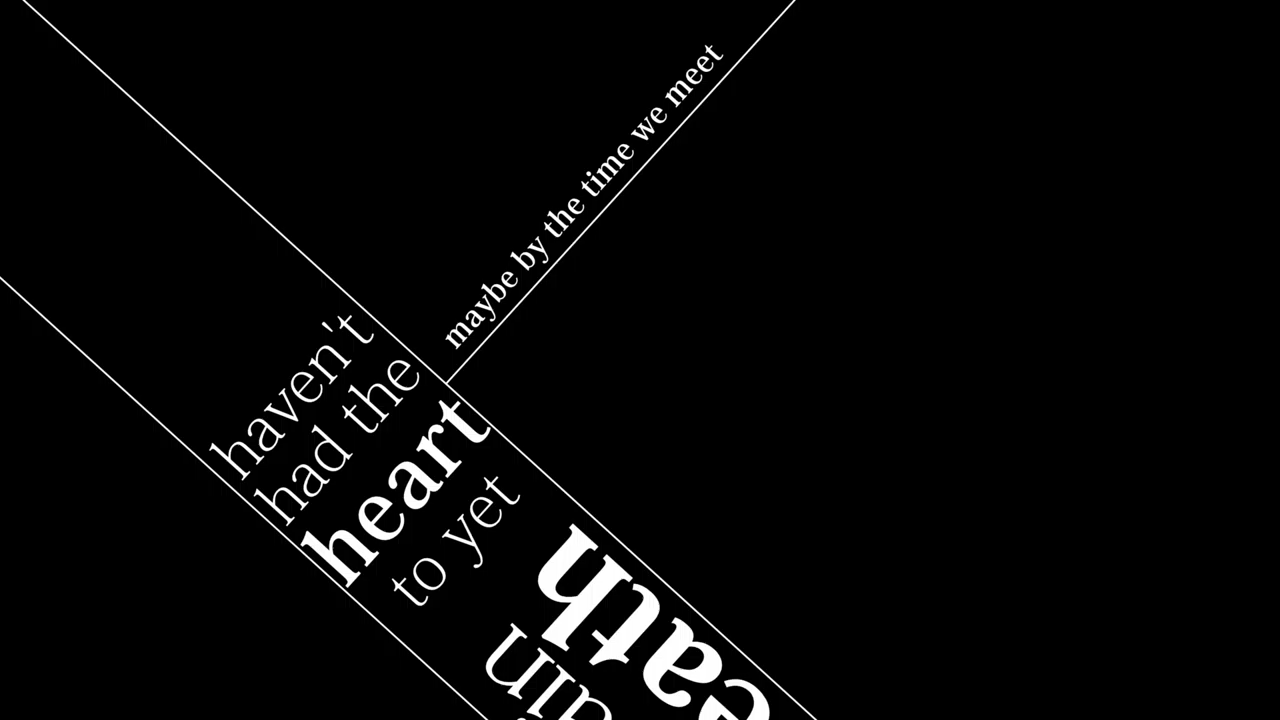 maybe by the time we meet
haven't
had the
heart
to yet